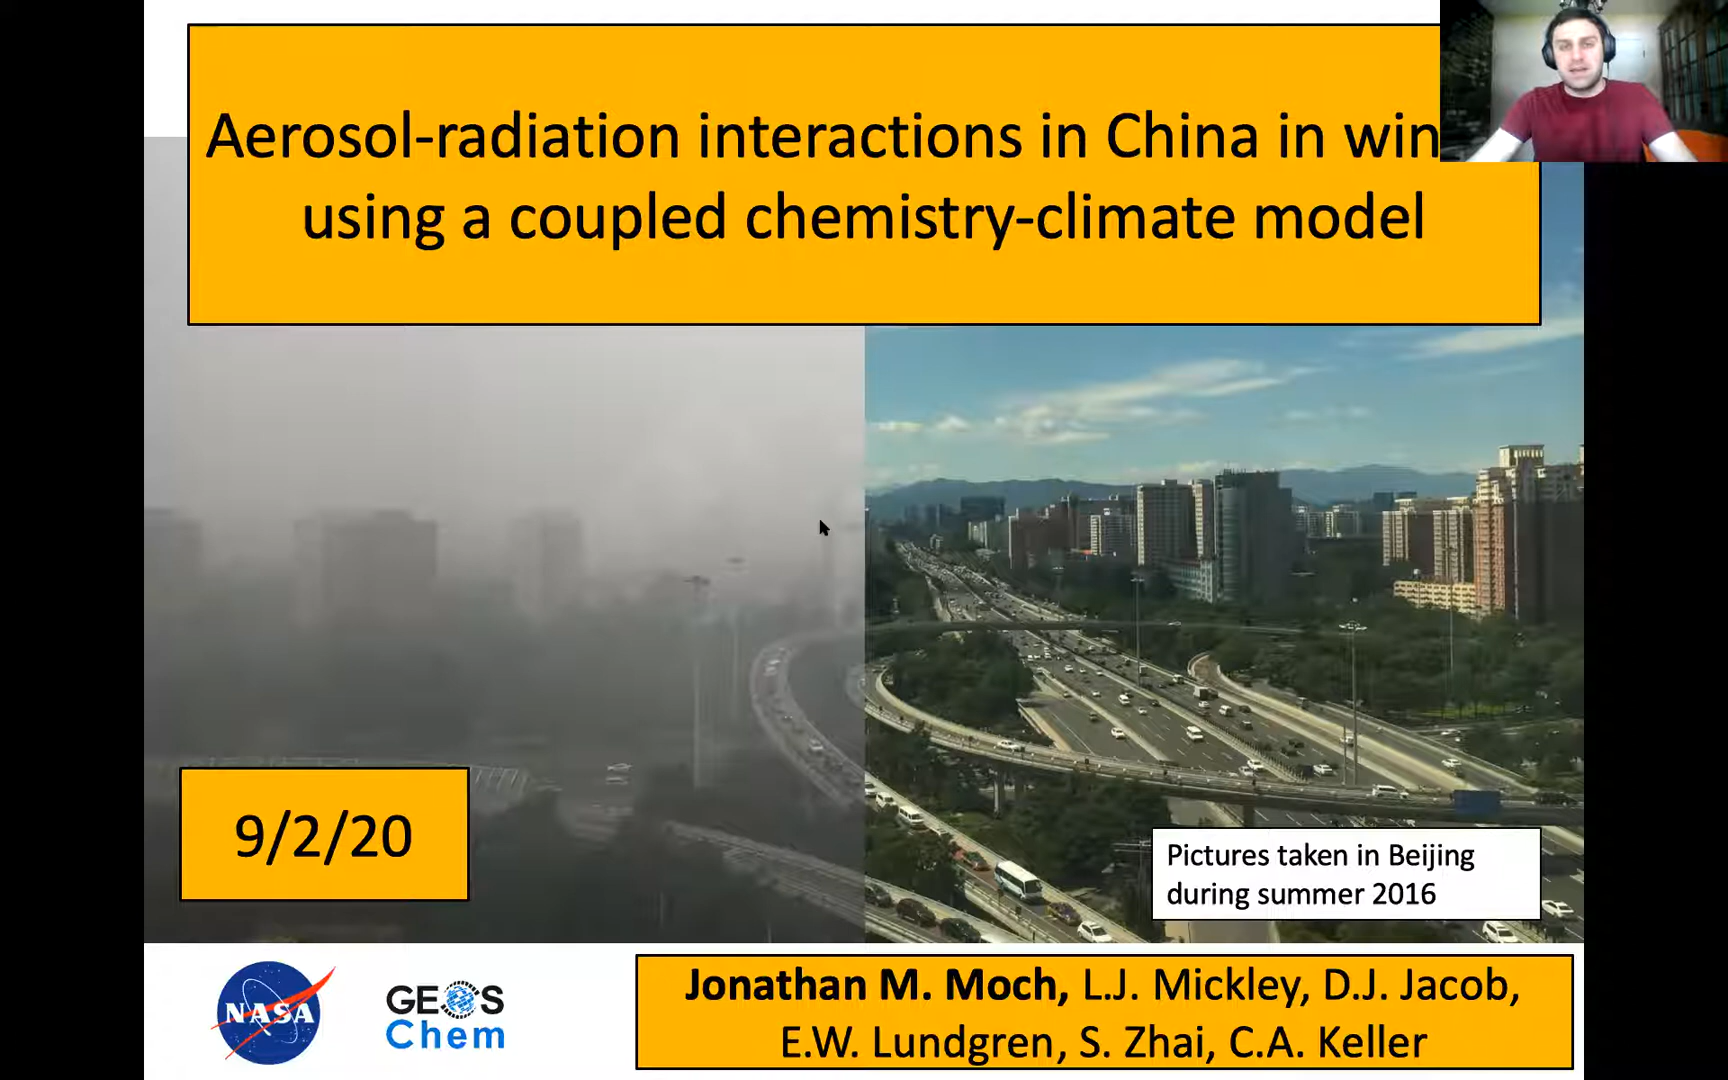 Aerosol-radiation interactions in China in win
using a coupled chemistry-climate model
9/2/20
Pictures taken in Beijing
during summer 2016
NASA
GEOS
Chem
Jonathan M. Moch, L.J. Mickley, D.J. Jacob,
E.W. Lundgren, S. Zhai, C.A. Keller